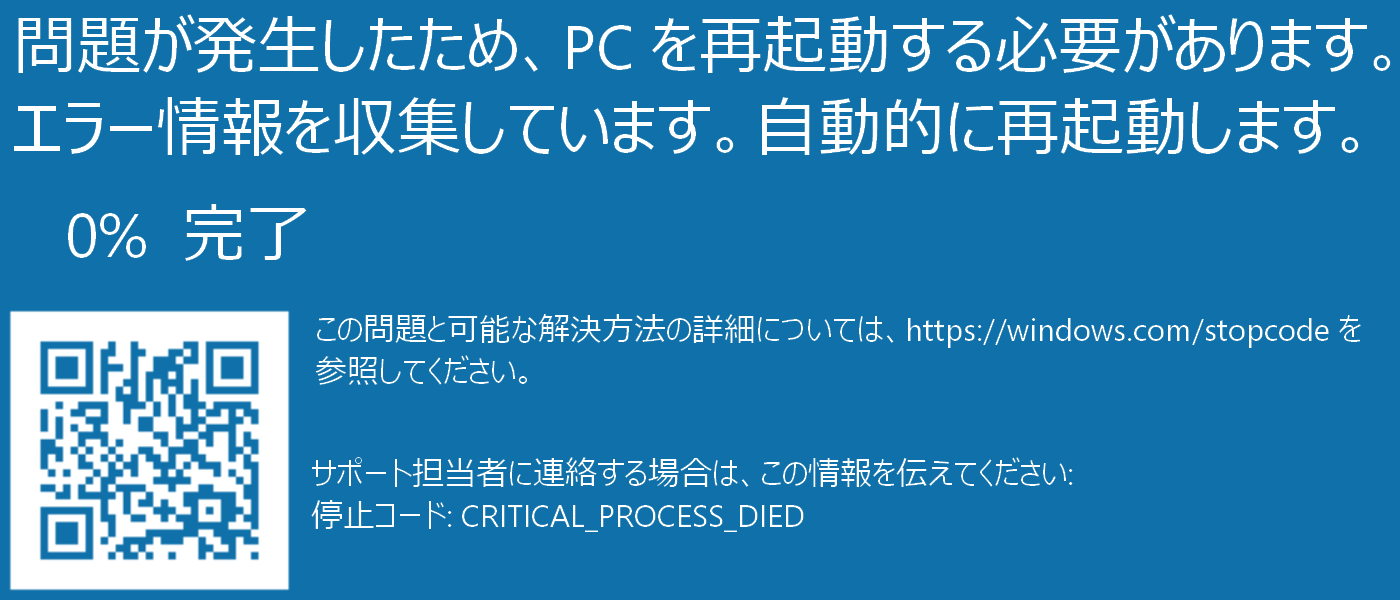 問題が発生したため、PC を再起動する必要があります。
エラー情報を収集しています。自動的に再起動します。
0% 完了
この問題と可能な解決方法の詳細については、https://windows.com/stopcode を
参照してください。
サポート担当者に連絡する場合は、この情報を伝えてください:
停止コード: CRITICAL_PROCESS_DIED